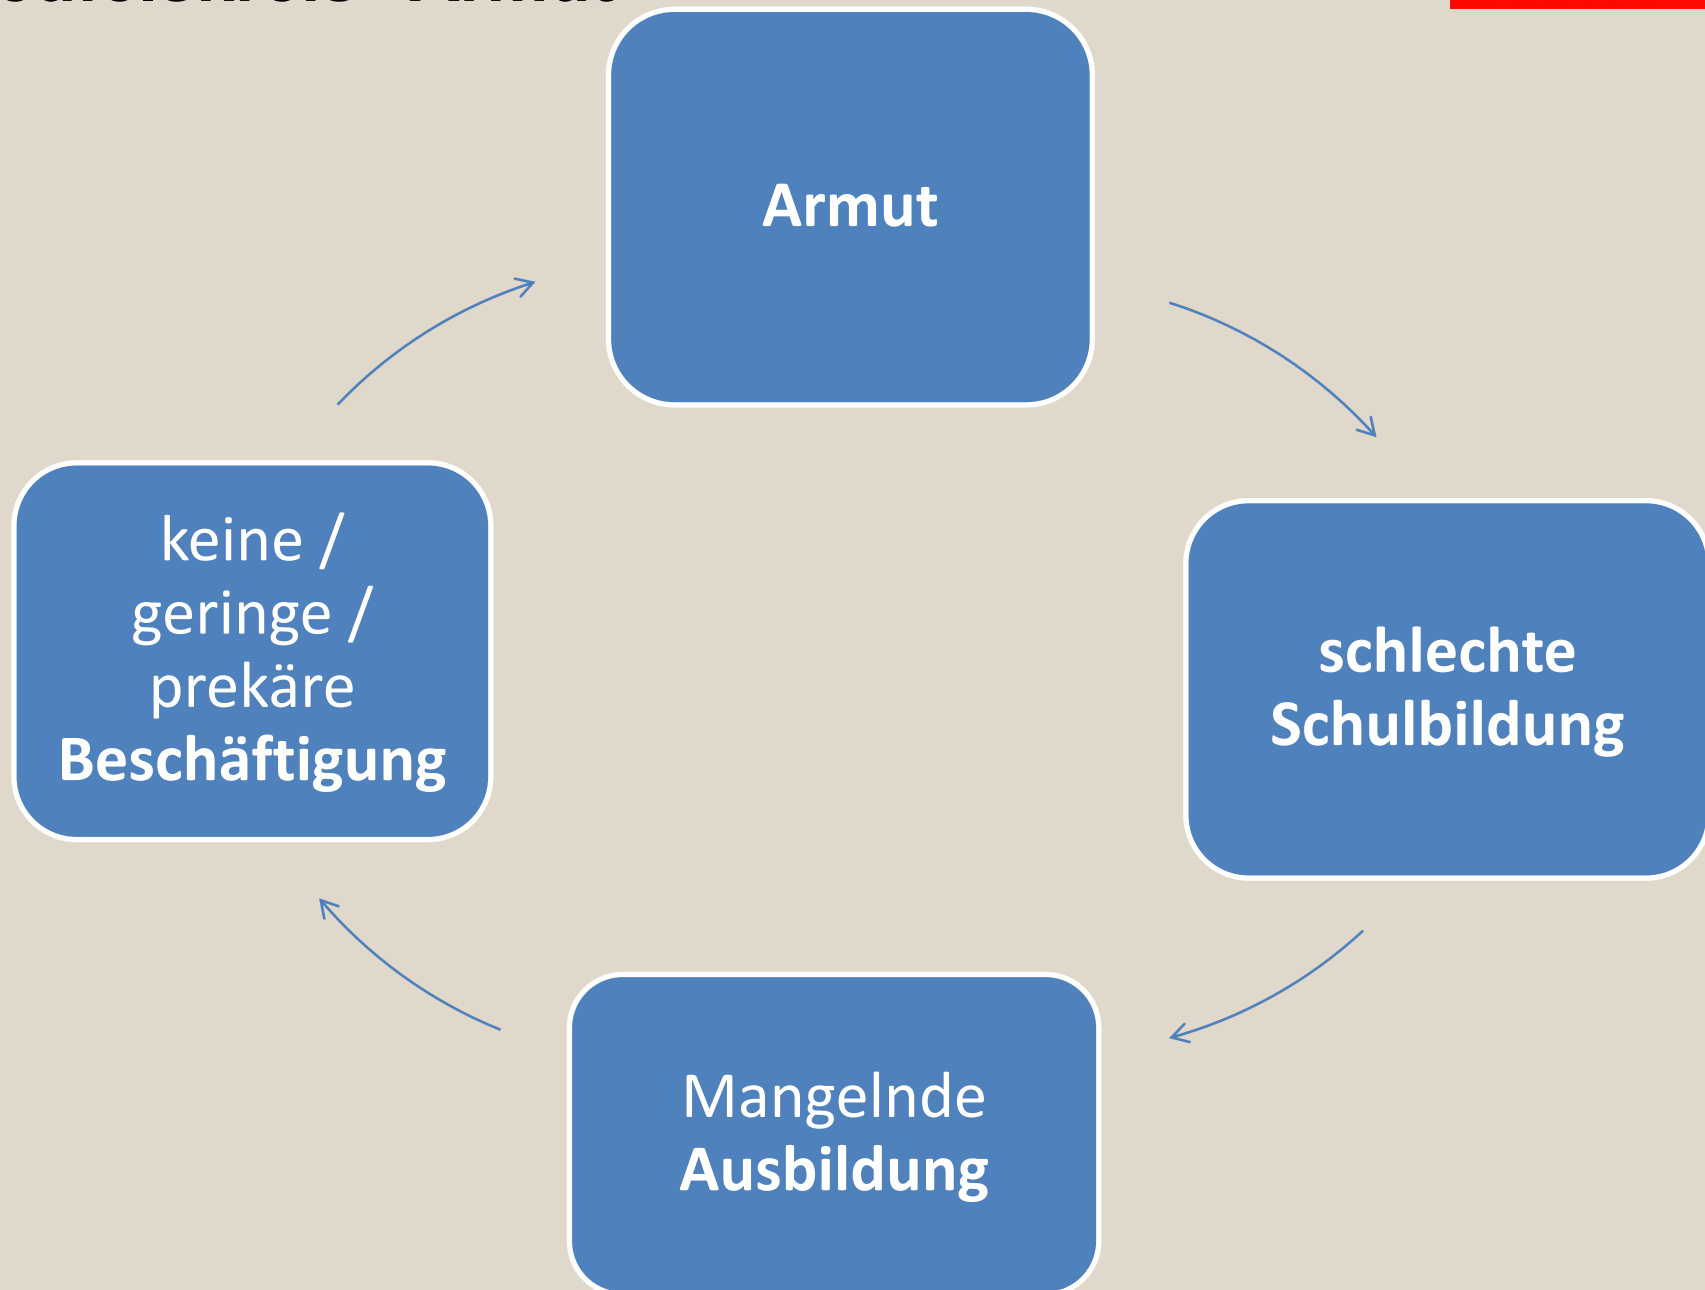 Armut
schlechte
Schulbildung
Mangelnde
Ausbildung
keine /
geringe /
prekäre
Beschäftigung